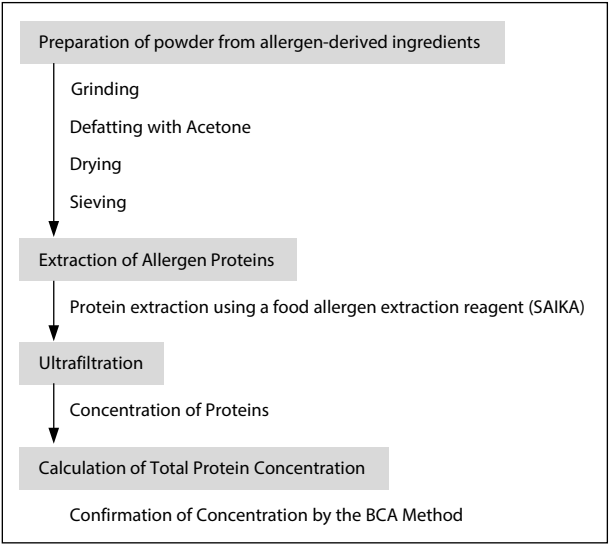 Preparation of powder from allergen-derived ingredients
Grinding
Defatting with Acetone
Drying
Sieving
Extraction of Allergen Proteins
Protein extraction using a food allergen extraction reagent (SAIKA)
Ultrafiltration
Concentration of Proteins
Calculation of Total Protein Concentration
Confirmation of Concentration by the BCA Method